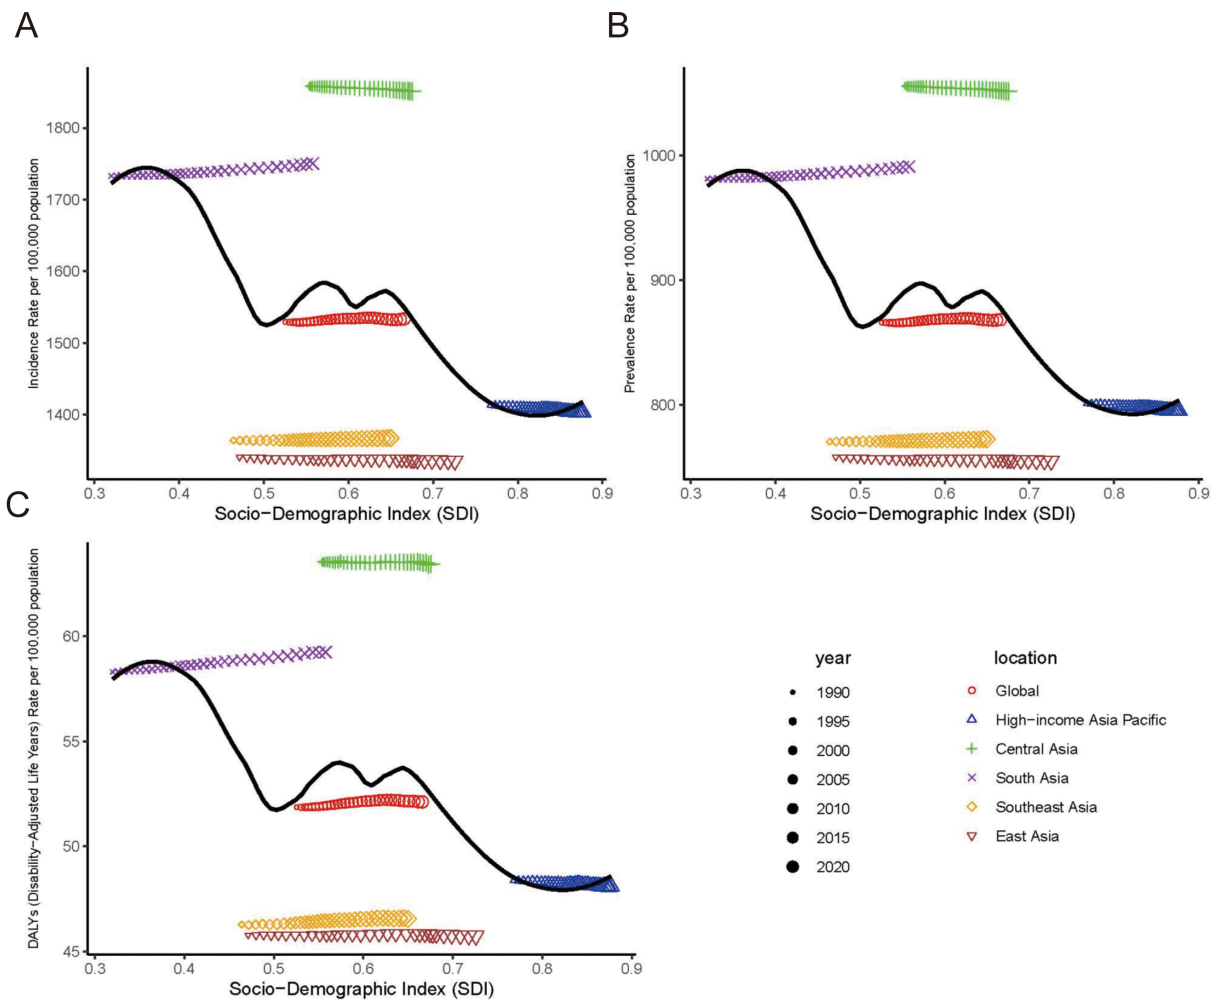 A
B
Incidence Rate per 100,000 population
1800
1700
1600
1500
1400
0.3 0.4 0.5 0.6 0.7 0.8 0.9
Socio−Demographic Index (SDI)
Prevalence Rate per 100,000 population
1000
900
800
0.3 0.4 0.5 0.6 0.7 0.8 0.9
Socio−Demographic Index (SDI)
C
DALYs (Disability−Adjusted Life Years) Rate per 100,000 population
60
55
50
45
0.3 0.4 0.5 0.6 0.7 0.8 0.9
Socio−Demographic Index (SDI)
year
1990
1995
2000
2005
2010
2015
2020
location
Global
High−income Asia Pacific
Central Asia
South Asia
Southeast Asia
East Asia